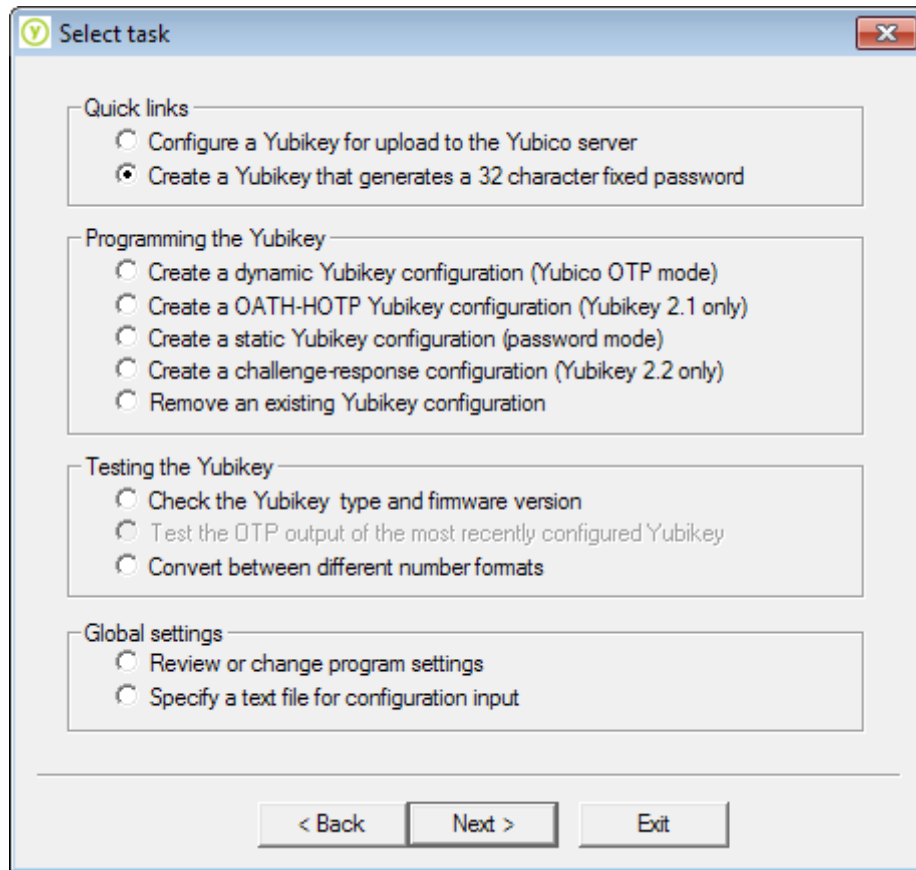 Select task
Quick links
Configure a Yubikey for upload to the Yubico server
Create a Yubikey that generates a 32 character fixed password
Programming the Yubikey
Create a dynamic Yubikey configuration (Yubico OTP mode)
Create a OATH-HOTP Yubikey configuration (Yubikey 2.1 only)
Create a static Yubikey configuration (password mode)
Create a challenge-response configuration (Yubikey 2.2 only)
Remove an existing Yubikey configuration
Testing the Yubikey
Check the Yubikey type and firmware version
Test the OTP output of the most recently configured Yubikey
Convert between different number formats
Global settings
Review or change program settings
Specify a text file for configuration input
< Back Next > Exit